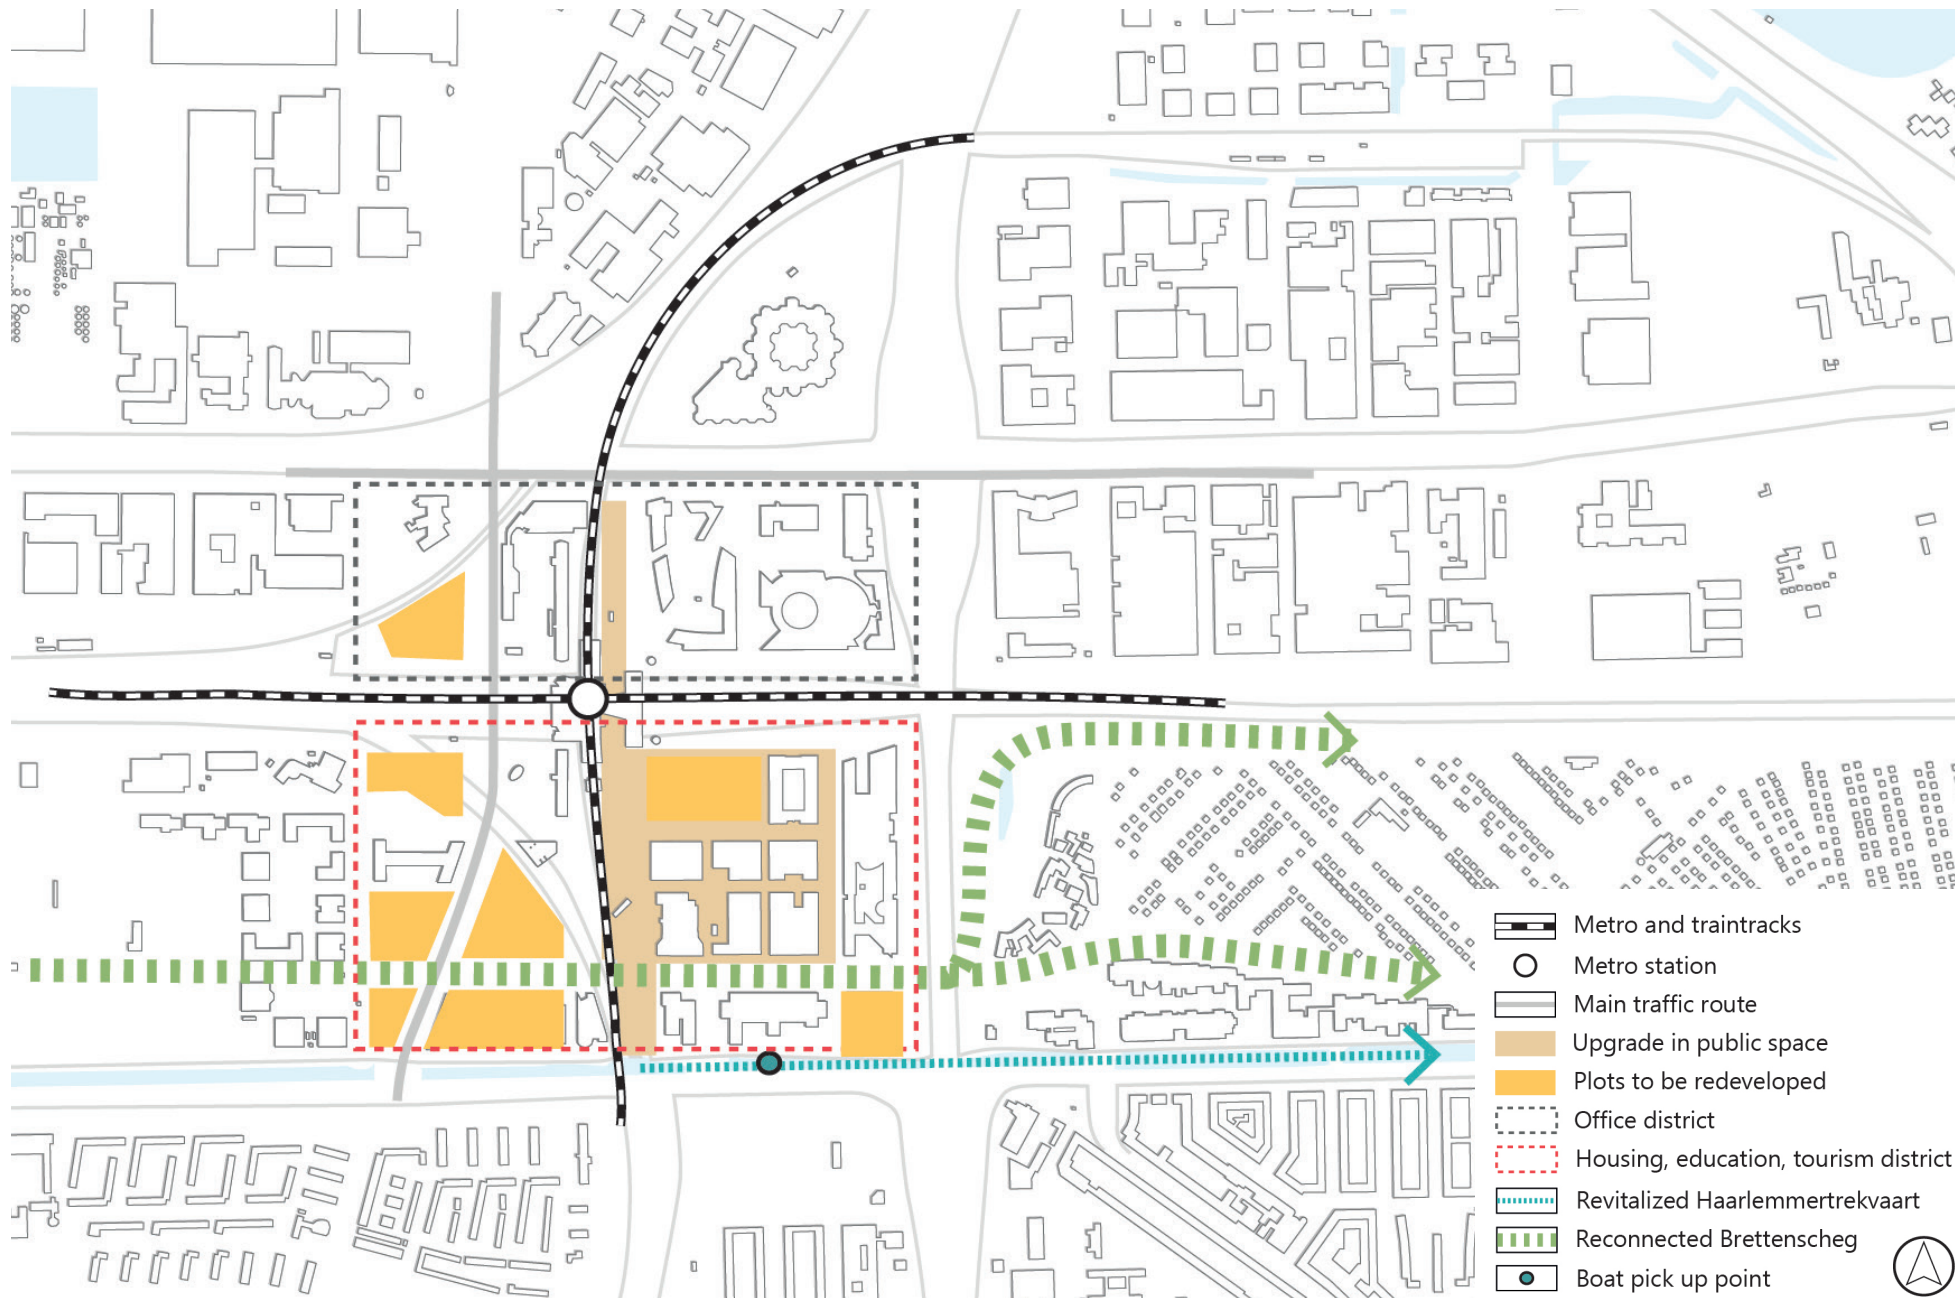 Metro and traintracks
Metro station
Main traffic route
Upgrade in public space
Plots to be redeveloped
Office district
Housing, education, tourism district
Revitalized Haarlemmertrekvaart
Reconnected Brettenscheg
Boat pick up point